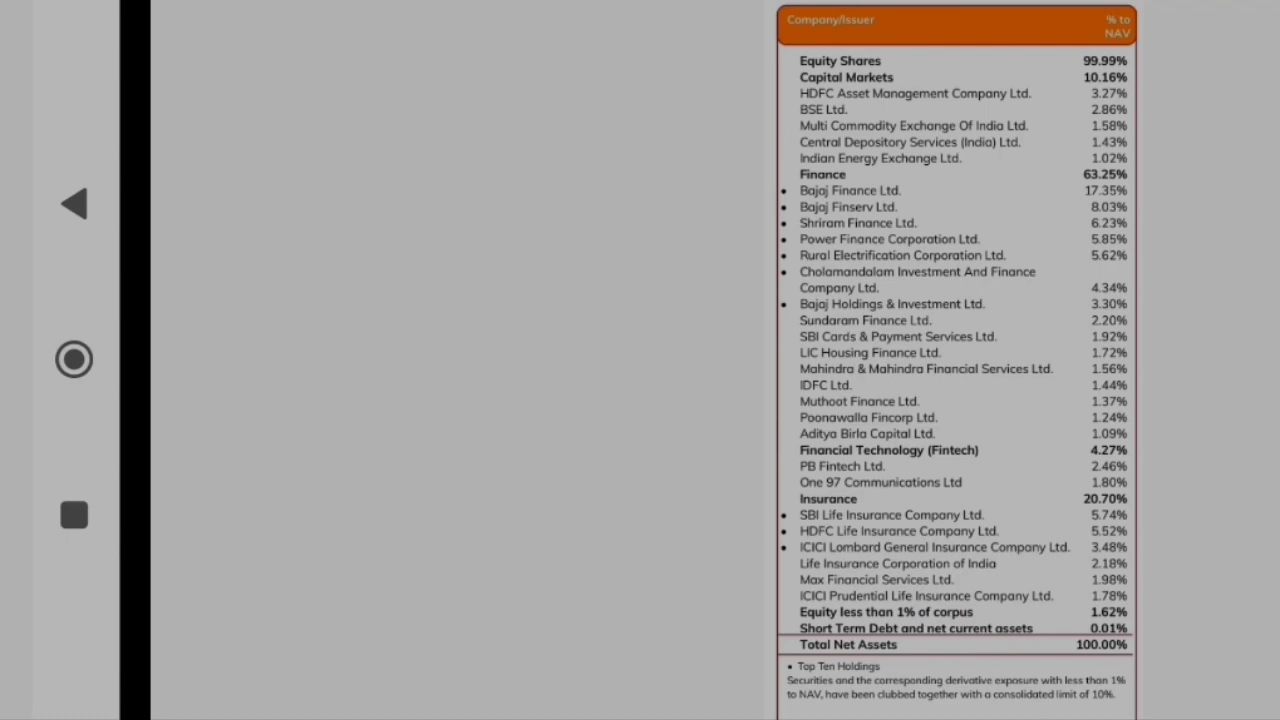 Company/Issuer % to NAV
Equity Shares 99.99%
Capital Markets 10.16%
HDFC Asset Management Company Ltd. 3.27%
BSE Ltd. 2.86%
Multi Commodity Exchange Of India Ltd. 1.58%
Central Depository Services (India) Ltd. 1.43%
Indian Energy Exchange Ltd. 1.02%
Finance 63.25%
• Bajaj Finance Ltd. 17.35%
• Bajaj Finserv Ltd. 8.03%
• Shriram Finance Ltd. 6.23%
• Power Finance Corporation Ltd. 5.85%
• Rural Electrification Corporation Ltd. 5.62%
• Cholamandalam Investment And Finance
Company Ltd. 4.34%
• Bajaj Holdings & Investment Ltd. 3.30%
Sundaram Finance Ltd. 2.20%
SBI Cards & Payment Services Ltd. 1.92%
LIC Housing Finance Ltd. 1.72%
Mahindra & Mahindra Financial Services Ltd. 1.56%
IDFC Ltd. 1.44%
Muthoot Finance Ltd. 1.37%
Poonawalla Fincorp Ltd. 1.24%
Aditya Birla Capital Ltd. 1.09%
Financial Technology (Fintech) 4.27%
PB Fintech Ltd. 2.46%
One 97 Communications Ltd 1.80%
Insurance 20.70%
• SBI Life Insurance Company Ltd. 5.74%
• HDFC Life Insurance Company Ltd. 5.52%
• ICICI Lombard General Insurance Company Ltd. 3.48%
Life Insurance Corporation of India 2.18%
Max Financial Services Ltd. 1.98%
ICICI Prudential Life Insurance Company Ltd. 1.78%
Equity less than 1% of corpus 1.62%
Short Term Debt and net current assets 0.01%
Total Net Assets 100.00%
• Top Ten Holdings
Securities and the corresponding derivative exposure with less than 1%
to NAV, have been clubbed together with a consolidated limit of 10%.